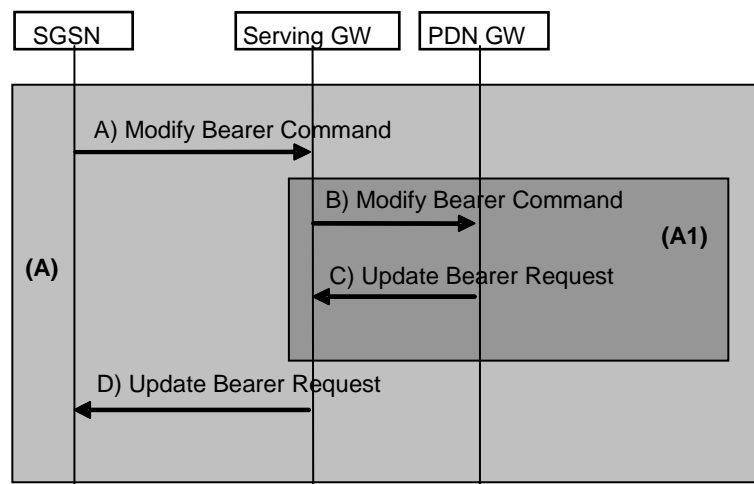 SGSN Serving GW PDN GW
A) Modify Bearer Command
B) Modify Bearer Command
(A1)
(A)
C) Update Bearer Request
D) Update Bearer Request